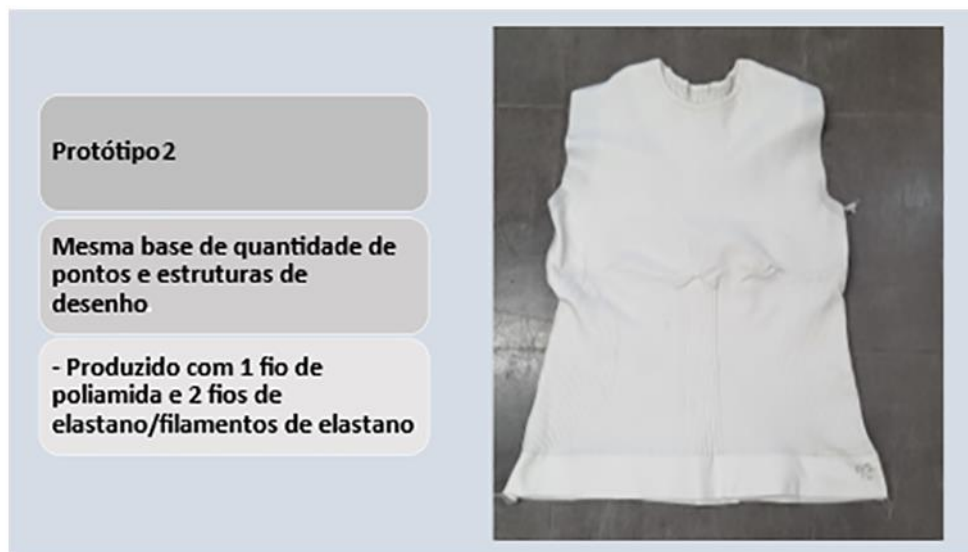 Protótipo 2
Mesma base de quantidade de
pontos e estruturas de
desenho
- Produzido com 1 fio de
poliamida e 2 fios de
elastano/filamentos de elastano